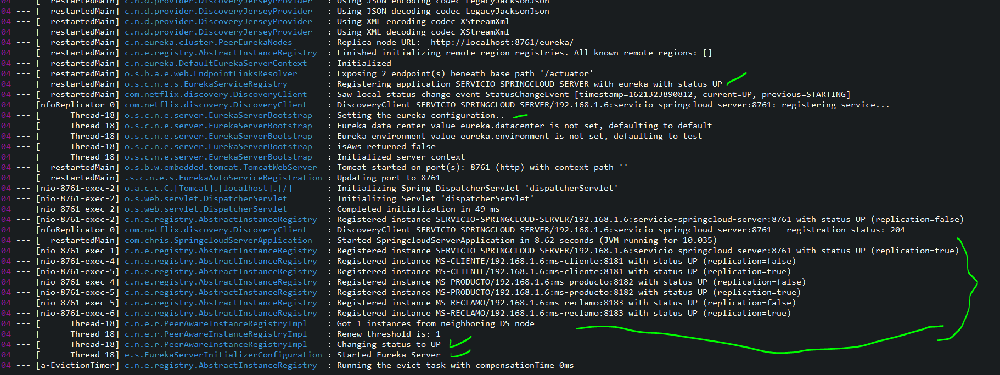 04 --- [  restartedMain] c.n.d.provider.DiscoveryJerseyProvider   : Using JSON encoding codec LegacyJacksonJson
04 --- [  restartedMain] c.n.d.provider.DiscoveryJerseyProvider   : Using JSON decoding codec LegacyJacksonJson
04 --- [  restartedMain] c.n.d.provider.DiscoveryJerseyProvider   : Using XML encoding codec XStreamXml
04 --- [  restartedMain] c.n.d.provider.DiscoveryJerseyProvider   : Using XML decoding codec XStreamXml
04 --- [  restartedMain] c.n.eureka.cluster.PeerEurekaNodes       : Replica node URL:  http://localhost:8761/eureka/
04 --- [  restartedMain] c.n.e.registry.AbstractInstanceRegistry  : Finished initializing remote region registries. All known remote regions: []
04 --- [  restartedMain] c.n.eureka.DefaultEurekaServerContext    : Initialized
04 --- [  restartedMain] o.s.b.a.e.web.EndpointLinksResolver      : Exposing 2 endpoint(s) beneath base path '/actuator'
04 --- [  restartedMain] o.s.c.n.e.s.EurekaServiceRegistry        : Registering application SERVICIO-SPRINGCLOUD-SERVER with eureka with status UP
04 --- [  restartedMain] com.netflix.discovery.DiscoveryClient    : Saw local status change event StatusChangeEvent [timestamp=1621323890812, current=UP, previous=STARTING]
04 --- [nfoReplicator-0] com.netflix.discovery.DiscoveryClient    : DiscoveryClient_SERVICIO-SPRINGCLOUD-SERVER/192.168.1.6:servicio-springcloud-server:8761: registering service...
04 --- [      Thread-18] o.s.c.n.e.server.EurekaServerBootstrap   : Setting the eureka configuration..
04 --- [      Thread-18] o.s.c.n.e.server.EurekaServerBootstrap   : Eureka data center value eureka.datacenter is not set, defaulting to default
04 --- [      Thread-18] o.s.c.n.e.server.EurekaServerBootstrap   : Eureka environment value eureka.environment is not set, defaulting to test
04 --- [      Thread-18] o.s.c.n.e.server.EurekaServerBootstrap   : isAws returned false
04 --- [      Thread-18] o.s.c.n.e.server.EurekaServerBootstrap   : Initialized server context
04 --- [  restartedMain] o.s.b.w.embedded.tomcat.TomcatWebServer  : Tomcat started on port(s): 8761 (http) with context path ''
04 --- [  restartedMain] .s.c.n.e.s.EurekaAutoServiceRegistration : Updating port to 8761
04 --- [nio-8761-exec-2] o.a.c.c.C.[Tomcat].[localhost].[/]       : Initializing Spring DispatcherServlet 'dispatcherServlet'
04 --- [nio-8761-exec-2] o.s.web.servlet.DispatcherServlet        : Initializing Servlet 'dispatcherServlet'
04 --- [nio-8761-exec-2] o.s.web.servlet.DispatcherServlet        : Completed initialization in 49 ms
04 --- [nio-8761-exec-2] c.n.e.registry.AbstractInstanceRegistry  : Registered instance SERVICIO-SPRINGCLOUD-SERVER/192.168.1.6:servicio-springcloud-server:8761 with status UP (replication=false)
04 --- [nfoReplicator-0] com.netflix.discovery.DiscoveryClient    : DiscoveryClient_SERVICIO-SPRINGCLOUD-SERVER/192.168.1.6:servicio-springcloud-server:8761 - registration status: 204
04 --- [  restartedMain] com.chris.SpringcloudServerApplication   : Started SpringcloudServerApplication in 8.62 seconds (JVM running for 10.035)
04 --- [nio-8761-exec-1] c.n.e.registry.AbstractInstanceRegistry  : Registered instance SERVICIO-SPRINGCLOUD-SERVER/192.168.1.6:servicio-springcloud-server:8761 with status UP (replication=true)
04 --- [nio-8761-exec-4] c.n.e.registry.AbstractInstanceRegistry  : Registered instance MS-CLIENTE/192.168.1.6:ms-cliente:8181 with status UP (replication=false)
04 --- [nio-8761-exec-5] c.n.e.registry.AbstractInstanceRegistry  : Registered instance MS-CLIENTE/192.168.1.6:ms-cliente:8181 with status UP (replication=true)
04 --- [nio-8761-exec-4] c.n.e.registry.AbstractInstanceRegistry  : Registered instance MS-PRODUCTO/192.168.1.6:ms-producto:8182 with status UP (replication=false)
04 --- [nio-8761-exec-5] c.n.e.registry.AbstractInstanceRegistry  : Registered instance MS-PRODUCTO/192.168.1.6:ms-producto:8182 with status UP (replication=true)
04 --- [nio-8761-exec-5] c.n.e.registry.AbstractInstanceRegistry  : Registered instance MS-RECLAMO/192.168.1.6:ms-reclamo:8183 with status UP (replication=false)
04 --- [nio-8761-exec-6] c.n.e.registry.AbstractInstanceRegistry  : Registered instance MS-RECLAMO/192.168.1.6:ms-reclamo:8183 with status UP (replication=true)
04 --- [      Thread-18] c.n.e.r.PeerAwareInstanceRegistryImpl    : Got 1 instances from neighboring DS node
04 --- [      Thread-18] c.n.e.r.PeerAwareInstanceRegistryImpl    : Renew threshold is: 1
04 --- [      Thread-18] c.n.e.r.PeerAwareInstanceRegistryImpl    : Changing status to UP
04 --- [      Thread-18] e.s.EurekaServerInitializerConfiguration : Started Eureka Server
04 --- [a-EvictionTimer] c.n.e.registry.AbstractInstanceRegistry  : Running the evict task with compensationTime 0ms